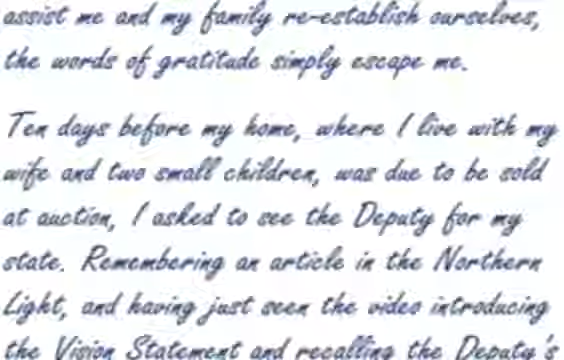 assist me and my family re-establish ourselves,
the words of gratitude simply escape me.
Ten days before my home, where I live with my
wife and two small children, was due to be sold
at auction, I asked to see the Deputy for my
state. Remembering an article in the Northern
Light, and having just seen the video introducing
the Vision Statement and recalling the Deputy's